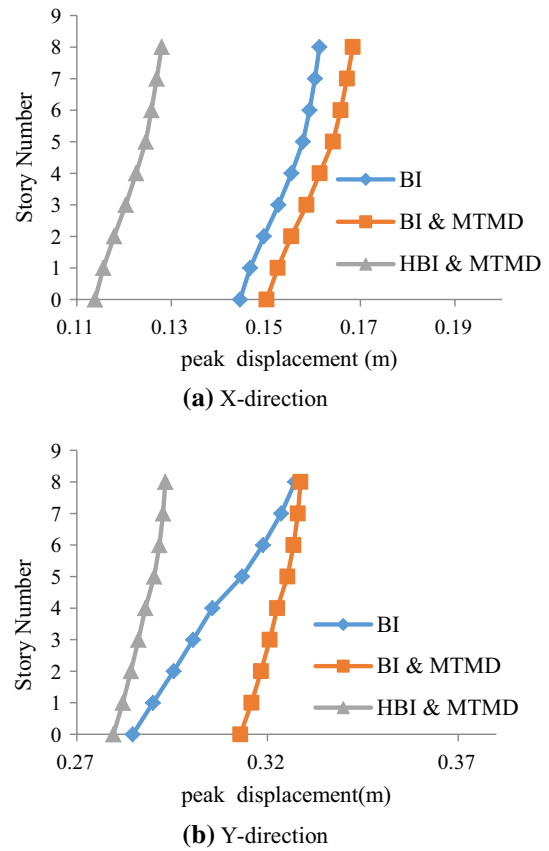 9
8
7
6
5
4
3
2
1
0
Story Number
BI
BI & MTMD
HBI & MTMD
0.11 0.13 0.15 0.17 0.19
peak displacement (m)
(a) X-direction
9
8
7
6
5
4
3
2
1
0
Story Number
BI
BI & MTMD
HBI & MTMD
0.27 0.32 0.37
peak displacement(m)
(b) Y-direction